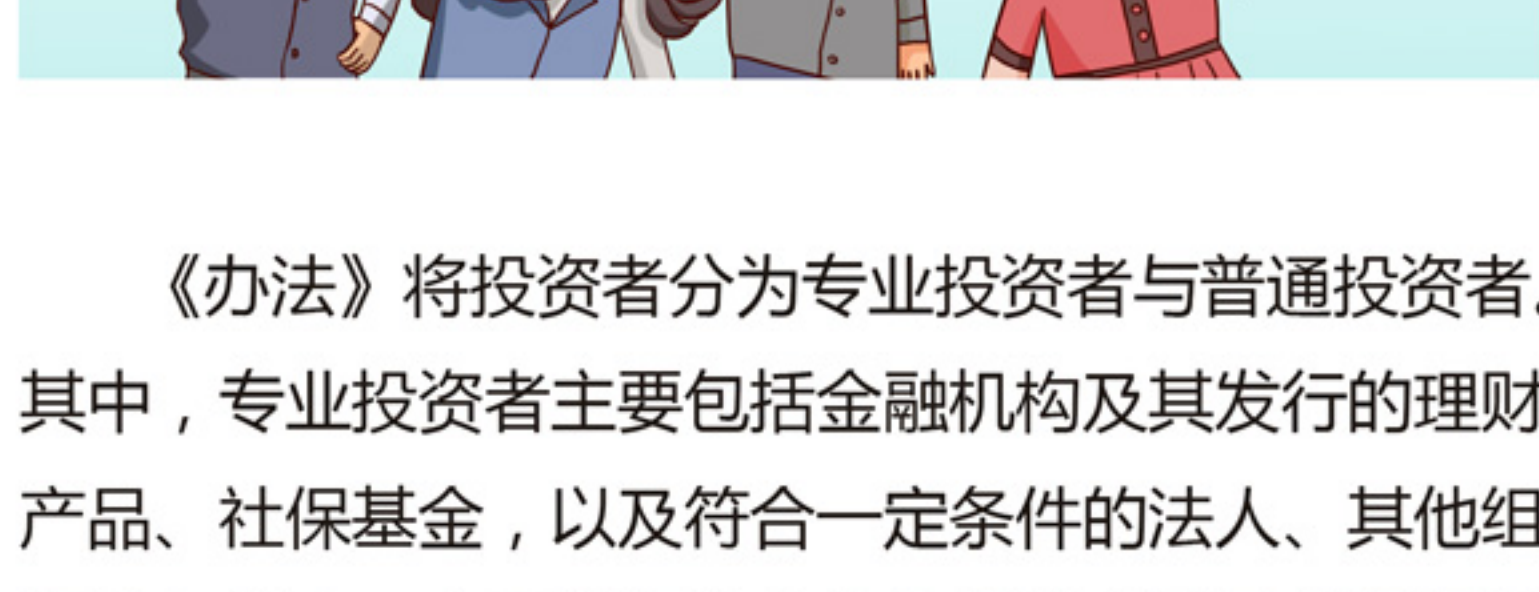 《办法》将投资者分为专业投资者与普通投资者。
其中，专业投资者主要包括金融机构及其发行的理财
产品、社保基金，以及符合一定条件的法人、其他组